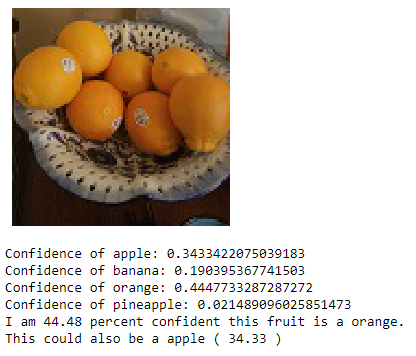 Confidence of apple: 0.3433422075039183
Confidence of banana: 0.190395367741503
Confidence of orange: 0.4447733287287272
Confidence of pineapple: 0.021489096025851473
I am 44.48 percent confident this fruit is a orange.
This could also be a apple ( 34.33 )